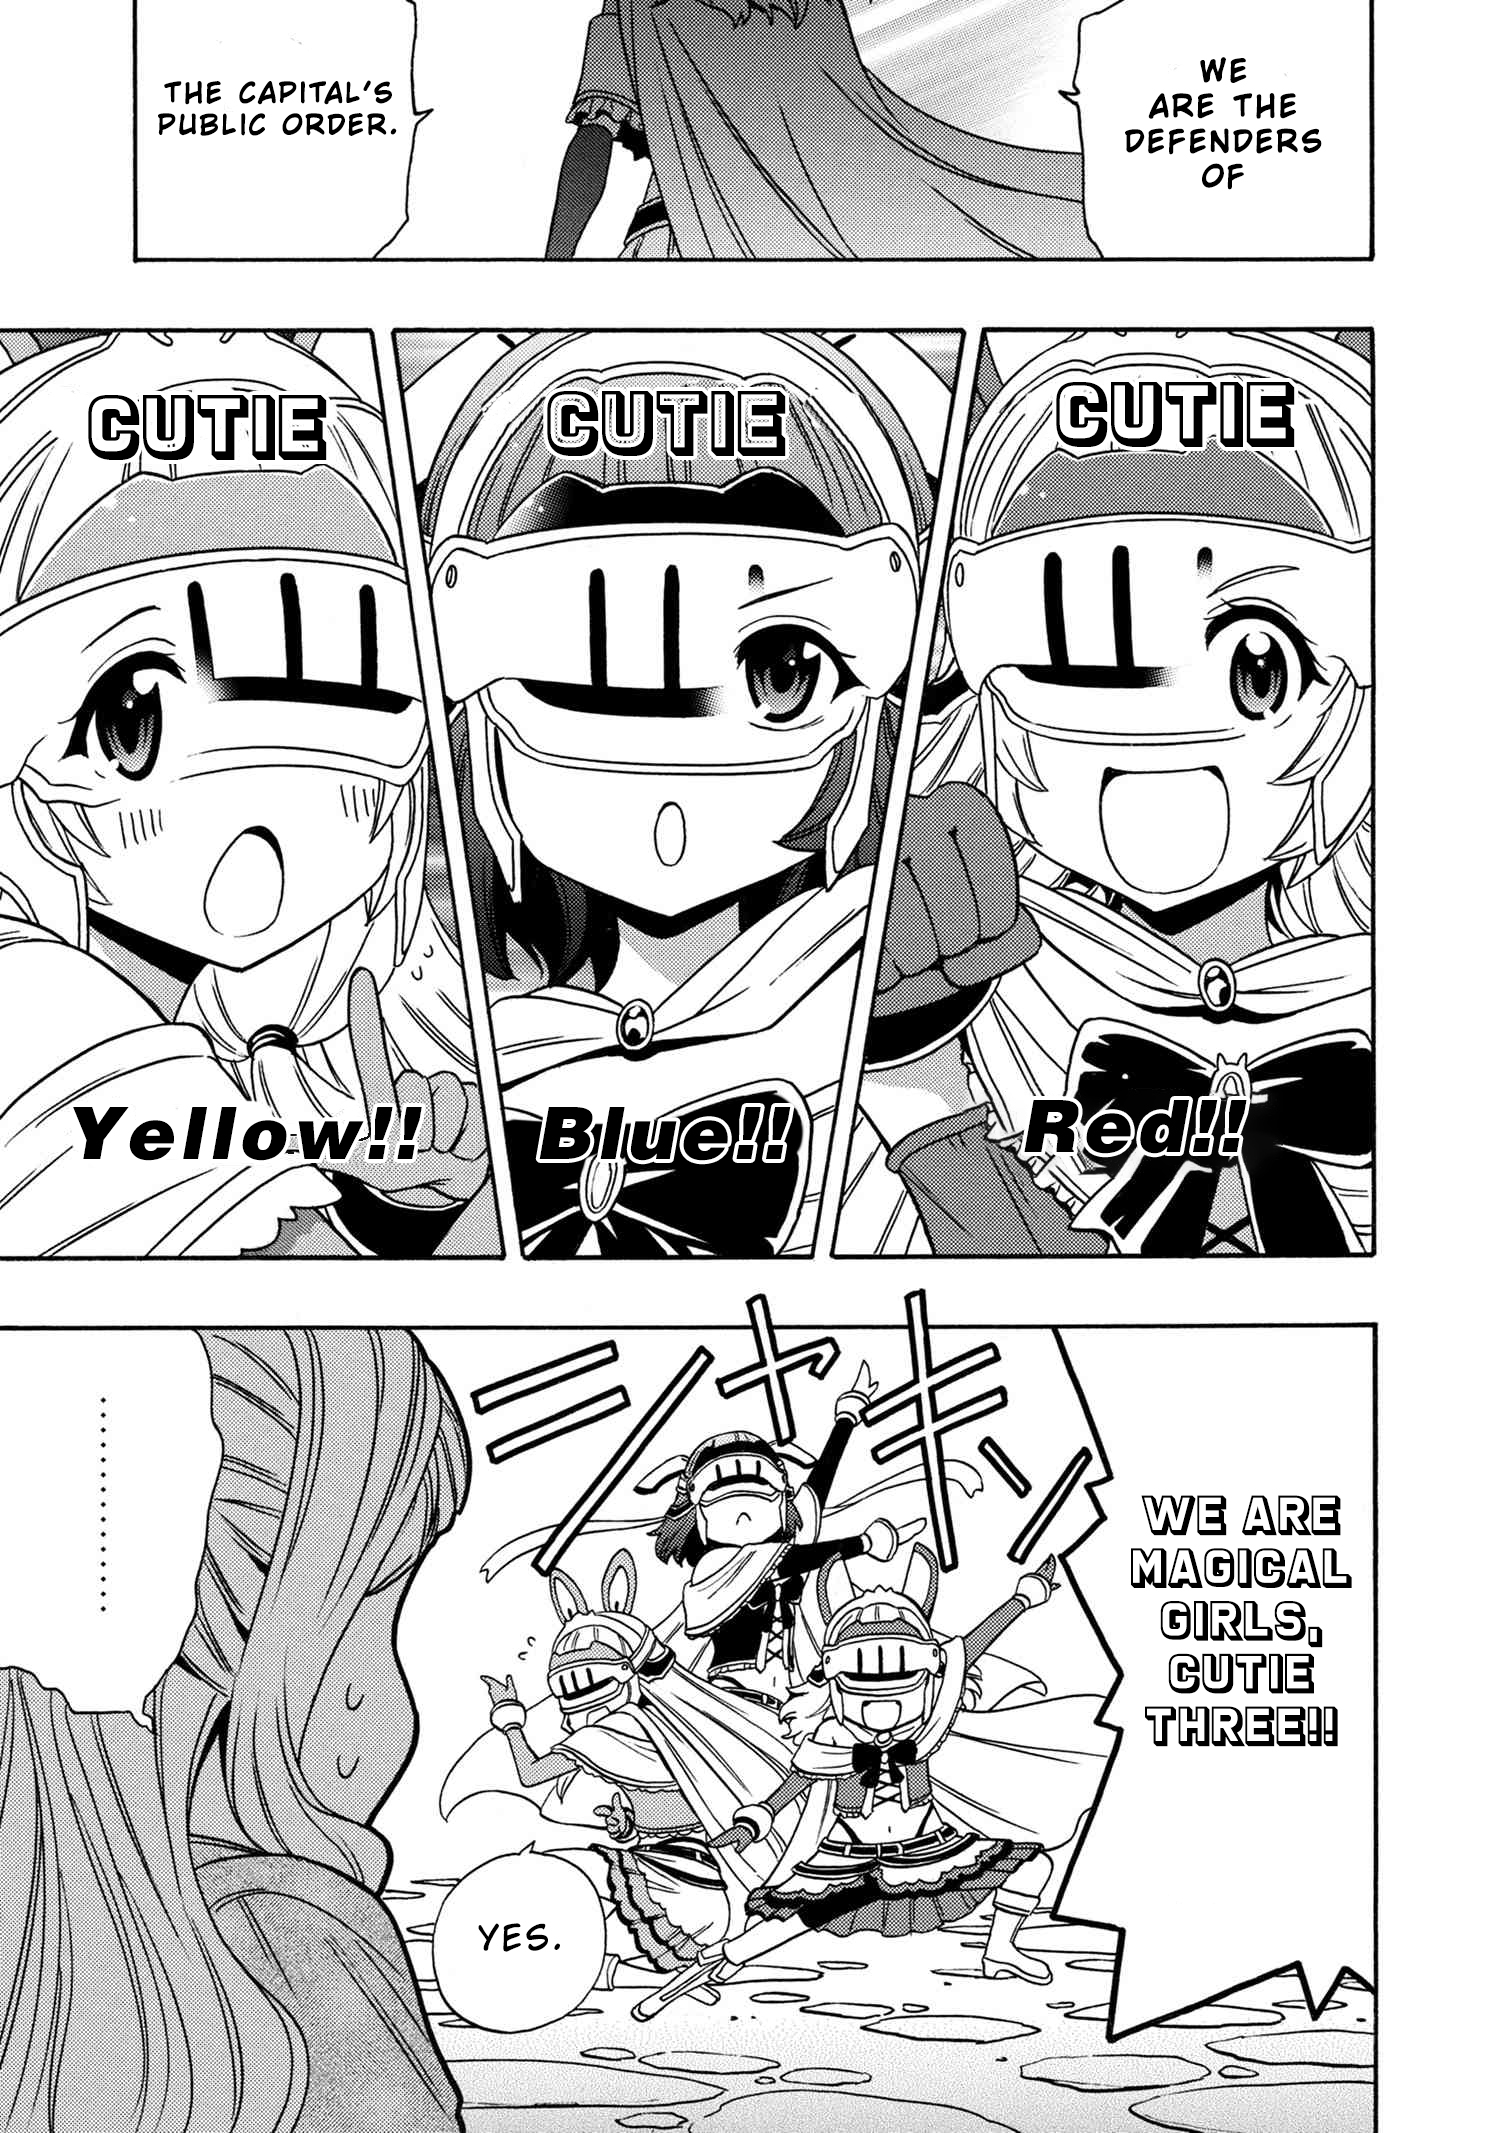 WE
ARE THE
DEFENDERS
OF
THE CAPITAL'S
PUBLIC ORDER.
CUTIE
Red!!
CUTIE
Blue!!
CUTIE
Yellow!!
WE ARE
MAGICAL
GIRLS,
CUTIE
THREE!!
シャキーン
YES.
..............